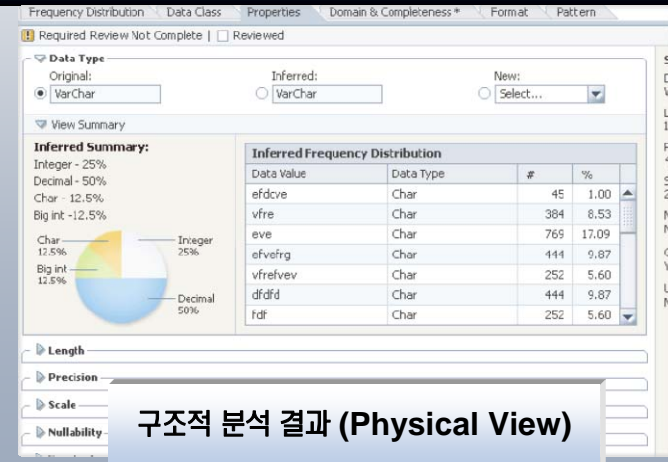 Frequency Distribution Data Class Properties Domain & Completeness * Format Pattern
Required Review Not Complete | Reviewed
Data Type
Original: Inferred: New:
VarChar VarChar Select...
View Summary
Inferred Summary:
Integer - 25%
Decimal - 50%
Char - 12.5%
Big int -12.5%
Char 12.5%
Integer 25%
Big int 12.5%
Decimal 50%
Inferred Frequency Distribution
Data Value Data Type # %
efdcve Char 45 1.00
vfre Char 384 8.53
eve Char 769 17.09
efvefrg Char 444 9.87
vfrefvev Char 252 5.60
dfdfd Char 444 9.87
fdf Char 252 5.60
Length
Precision
Scale
Nullability
구조적 분석 결과 (Physical View)